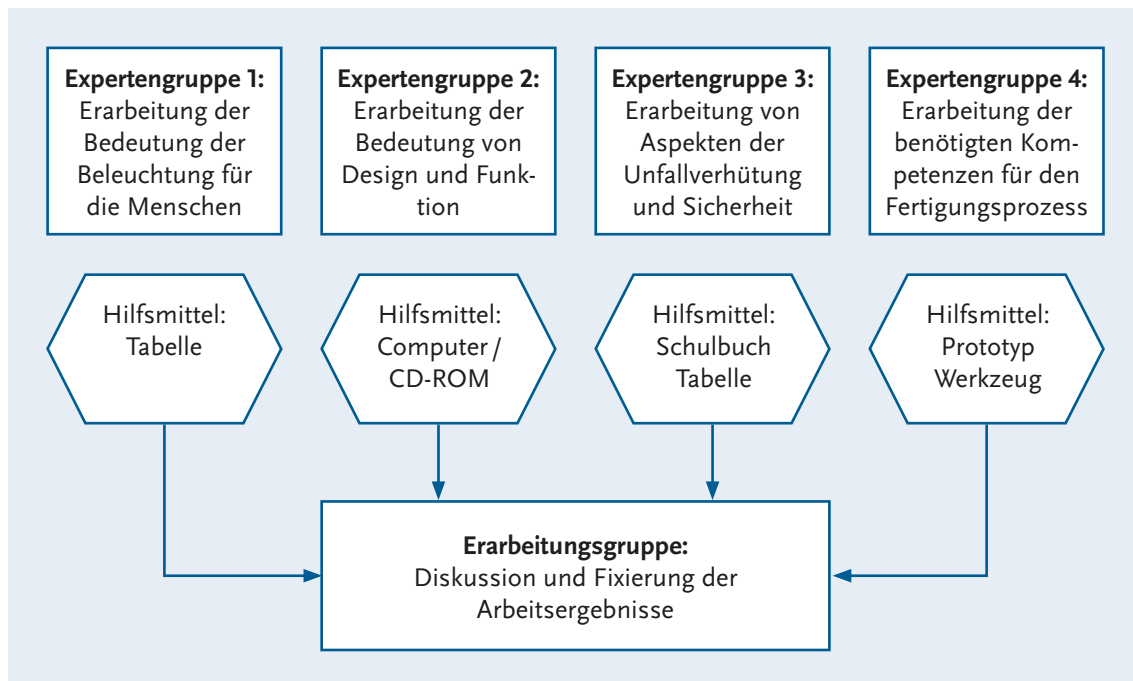 Expertengruppe 1:
Erarbeitung der
Bedeutung der
Beleuchtung für
die Menschen
Expertengruppe 2:
Erarbeitung der
Bedeutung von
Design und Funk-
tion
Expertengruppe 3:
Erarbeitung von
Aspekten der
Unfallverhütung
und Sicherheit
Expertengruppe 4:
Erarbeitung der
benötigten Kom-
petenzen für den
Fertigungsprozess
Hilfsmittel:
Tabelle
Hilfsmittel:
Computer /
CD-ROM
Hilfsmittel:
Schulbuch
Tabelle
Hilfsmittel:
Prototyp
Werkzeug
Erarbeitungsgruppe:
Diskussion und Fixierung der
Arbeitsergebnisse